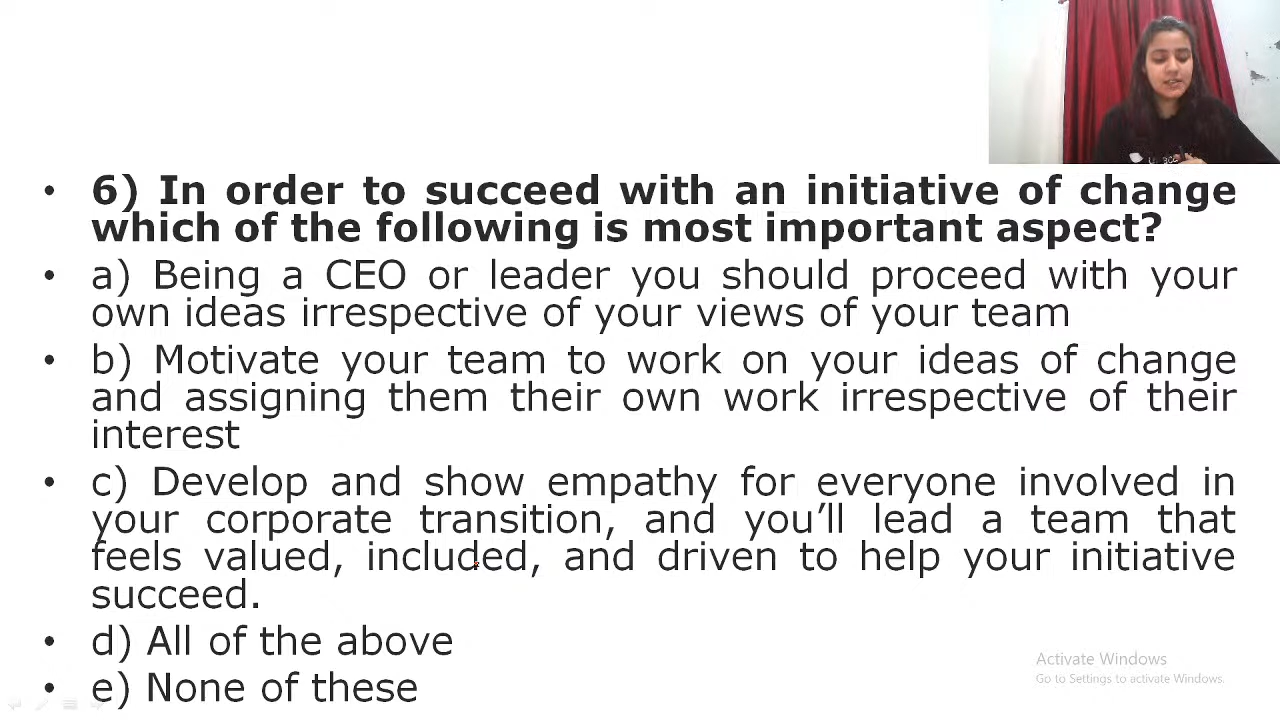 • 6) In order to succeed with an initiative of change
which of the following is most important aspect?
• a) Being a CEO or leader you should proceed with your
own ideas irrespective of your views of your team
• b) Motivate your team to work on your ideas of change
and assigning them their own work irrespective of their
interest
• c) Develop and show empathy for everyone involved in
your corporate transition, and you’ll lead a team that
feels valued, included, and driven to help your initiative
succeed.
• d) All of the above
• e) None of these
Activate Windows
Go to Settings to activate Windows.